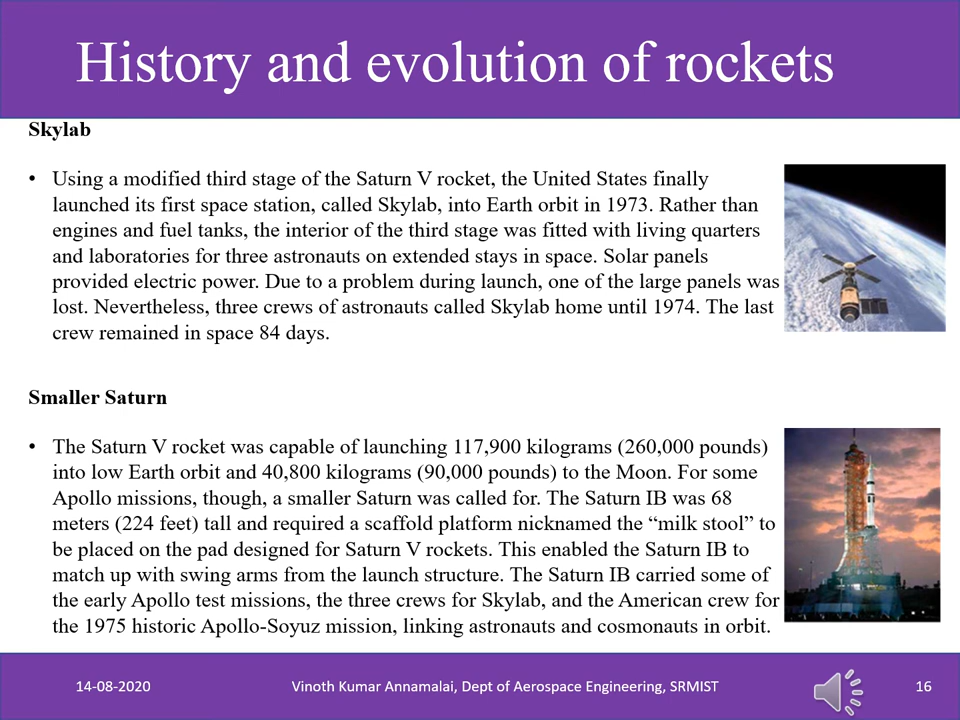 History and evolution of rockets
Skylab
• Using a modified third stage of the Saturn V rocket, the United States finally
launched its first space station, called Skylab, into Earth orbit in 1973. Rather than
engines and fuel tanks, the interior of the third stage was fitted with living quarters
and laboratories for three astronauts on extended stays in space. Solar panels
provided electric power. Due to a problem during launch, one of the large panels was
lost. Nevertheless, three crews of astronauts called Skylab home until 1974. The last
crew remained in space 84 days.
Smaller Saturn
• The Saturn V rocket was capable of launching 117,900 kilograms (260,000 pounds)
into low Earth orbit and 40,800 kilograms (90,000 pounds) to the Moon. For some
Apollo missions, though, a smaller Saturn was called for. The Saturn IB was 68
meters (224 feet) tall and required a scaffold platform nicknamed the “milk stool” to
be placed on the pad designed for Saturn V rockets. This enabled the Saturn IB to
match up with swing arms from the launch structure. The Saturn IB carried some of
the early Apollo test missions, the three crews for Skylab, and the American crew for
the 1975 historic Apollo-Soyuz mission, linking astronauts and cosmonauts in orbit.
14-08-2020
Vinoth Kumar Annamalai, Dept of Aerospace Engineering, SRMIST
16